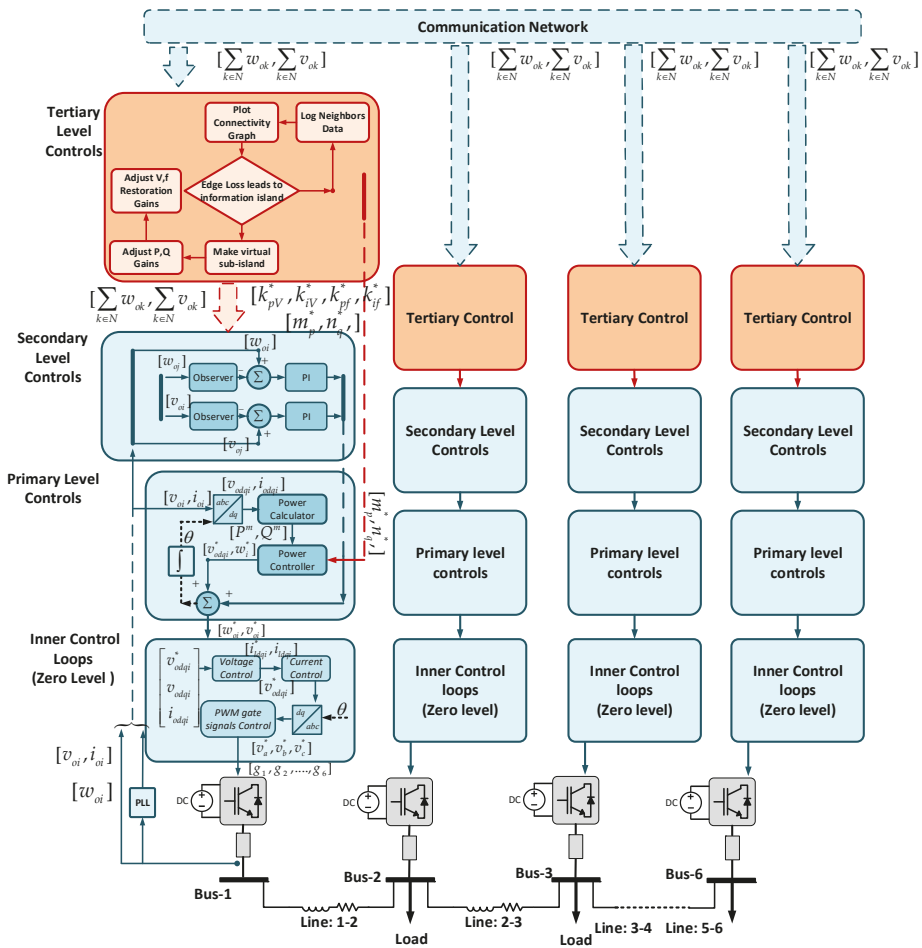 Communication Network
[∑_{k∈N} w_{ok}, ∑_{k∈N} v_{ok}]
[∑_{k∈N} w_{ok}, ∑_{k∈N} v_{ok}]
[∑_{k∈N} w_{ok}, ∑_{k∈N} v_{ok}]
[∑_{k∈N} w_{ok}, ∑_{k∈N} v_{ok}]
Tertiary
Level
Controls
Plot
Connectivity
Graph
Log Neighbors
Data
Edge Loss leads to
information island
Adjust V,f
Restoration
Gains
Adjust P,Q
Gains
Make virtual
sub-island
[∑_{k∈N} w_{ok}, ∑_{k∈N} v_{ok}]
[k*_{pV}, k*_{iV}, k*_{pf}, k*_{if}]
[m*_p, n*_q,]
Tertiary Control
Tertiary Control
Tertiary Control
Secondary
Level
Controls
[w_{oi}]
[w_{oj}]
Observer
−
+
∑
PI
[v_{oi}]
Observer
−
∑
PI
+
[v_{oj}]
Secondary Level
Controls
Secondary Level
Controls
Secondary Level
Controls
Primary Level
Controls
[v_{oi}, i_{oi}]
[v_{odqi}, i_{odqi}]
abc
dq
Power
Calculator
[P^m, Q^m]
θ
∫
[v*_{odqi}, w*_i]
Power
Controller
+
+
∑
[m*_p, n*_q,]
[w*_{oi}, v*_{oi}]
Primary level
controls
Primary level
controls
Primary level
controls
Inner Control
Loops
(Zero Level )
v*_{odqi}
v_{odqi}
i_{odqi}
[i*_{ldqi}, i_{ldqi}]
Voltage
Control
Current
Control
[v*_{odqi}]
PWM gate
signals Control
dq
abc
θ
[v*_a, v*_b, v*_c]
[g_1, g_2, ...., g_6]
Inner Control
loops
(Zero level)
Inner Control
loops
(Zero level)
Inner Control
loops
(Zero level)
[v_{oi}, i_{oi}]
[w_{oi}]
PLL
DC
DC
DC
DC
Bus-1
Bus-2
Bus-3
Bus-6
Line: 1-2
Line: 2-3
Line: 3-4
Line: 5-6
Load
Load